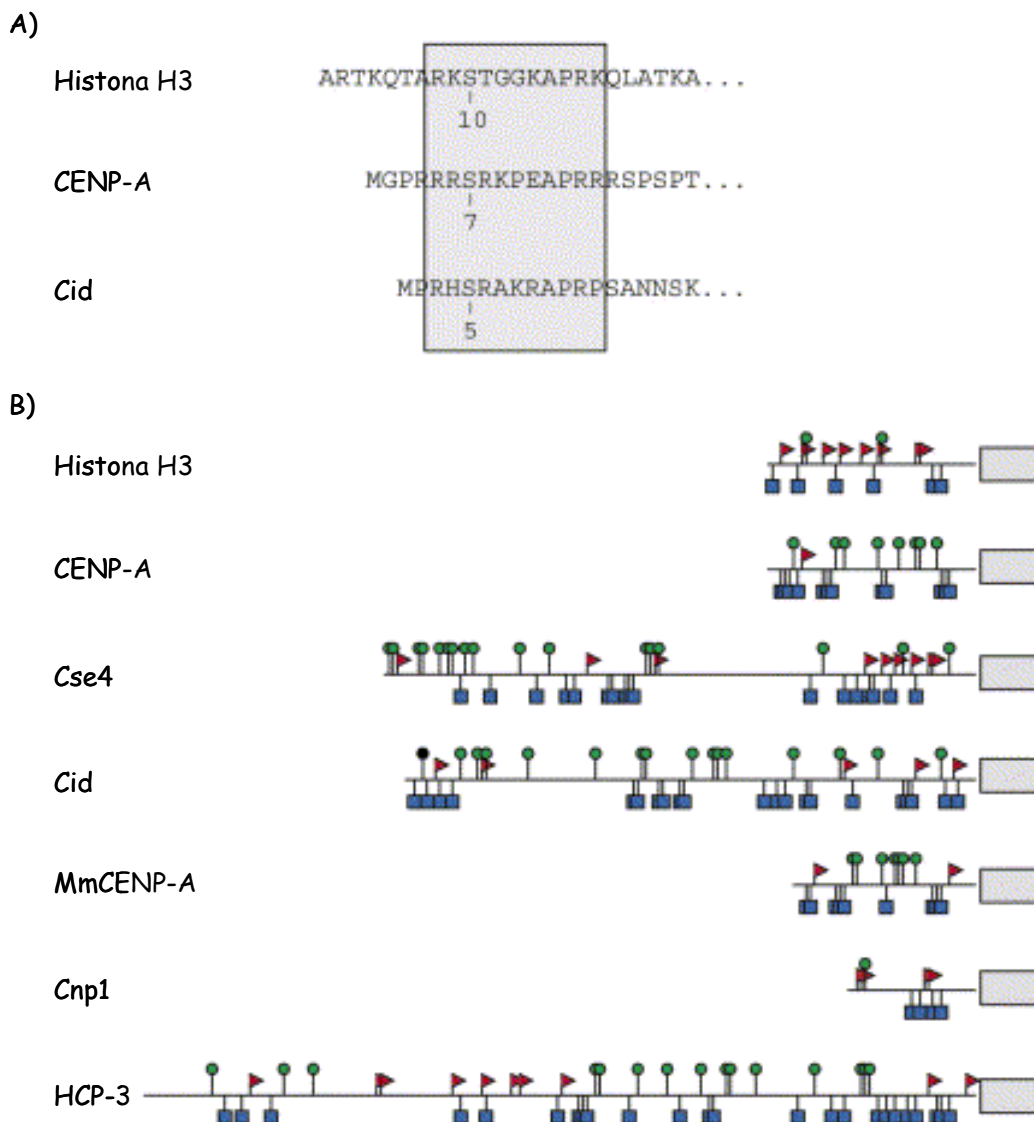 A)
Histona H3 ARTKQTARKSTGGKAPRKQLATKA...
10
CENP-A MGPRRRSRKPEAPRRRSPSPT...
7
Cid MPRHSRAKRAPRPSANNSK...
5
B)
Histona H3
CENP-A
Cse4
Cid
MmCENP-A
Cnp1
HCP-3